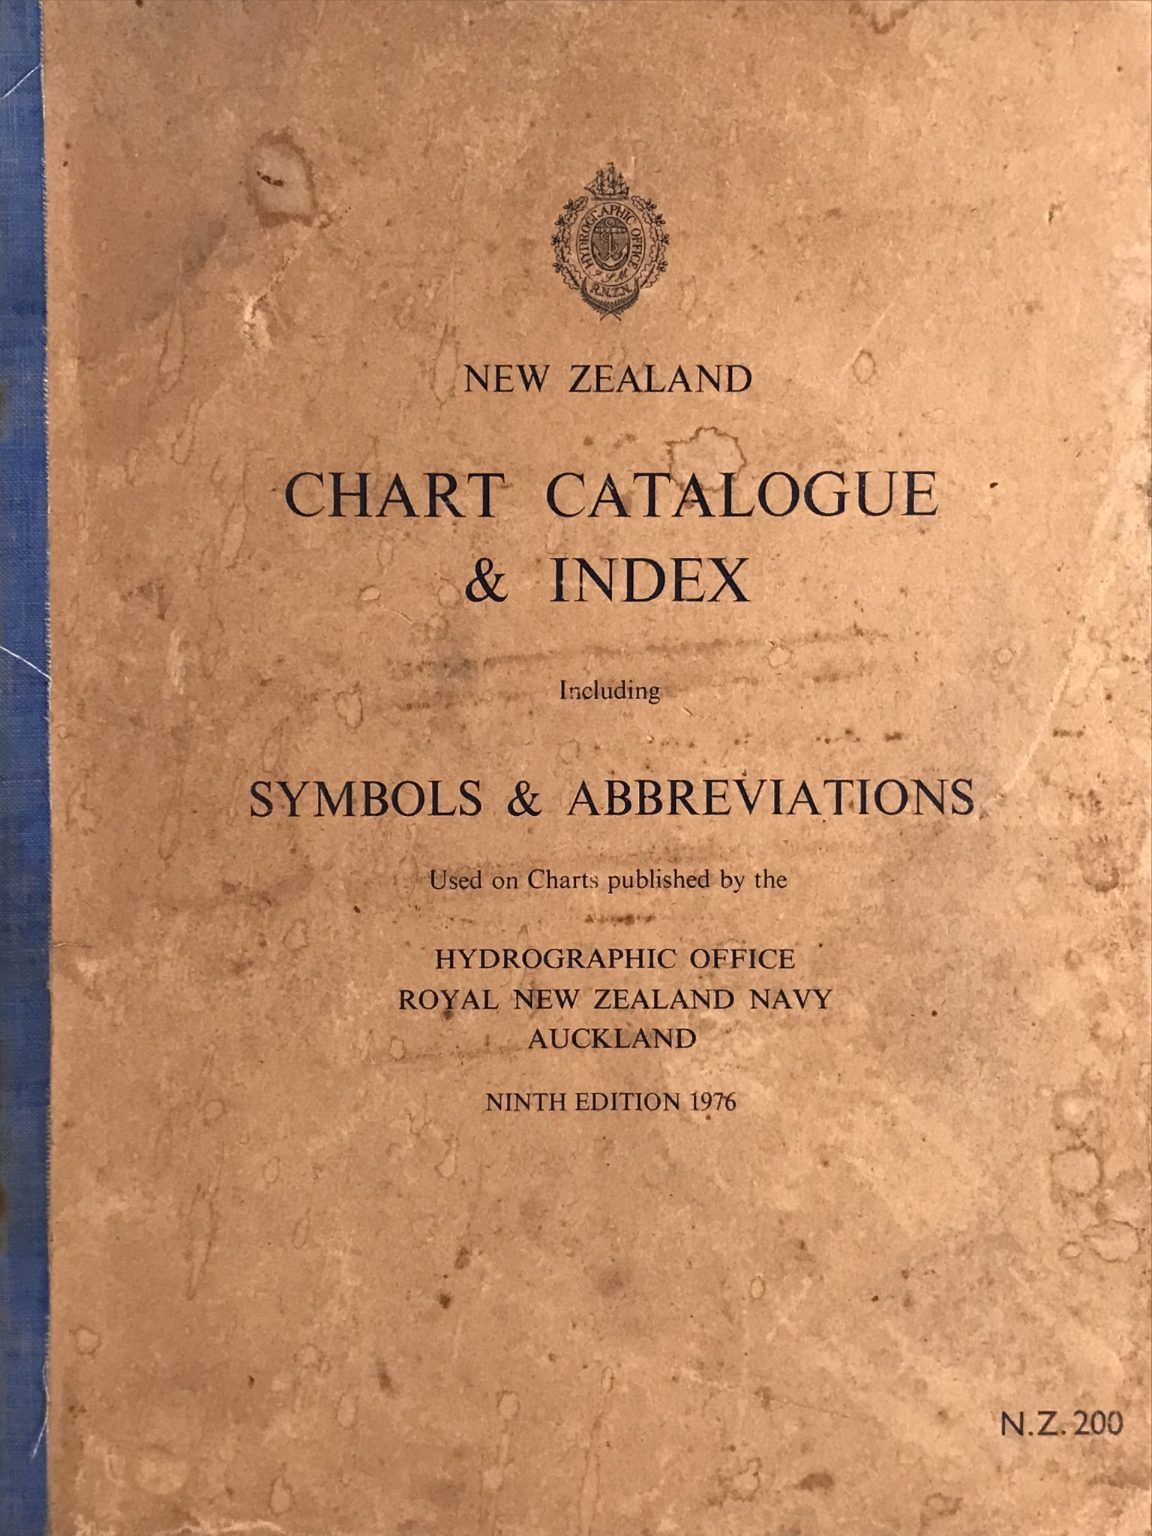 HYDROGRAPHIC OFFICE
R.N.Z.N.
NEW ZEALAND
CHART CATALOGUE
& INDEX
Including
SYMBOLS & ABBREVIATIONS
Used on Charts published by the
HYDROGRAPHIC OFFICE
ROYAL NEW ZEALAND NAVY
AUCKLAND
NINTH EDITION 1976
N.Z. 200